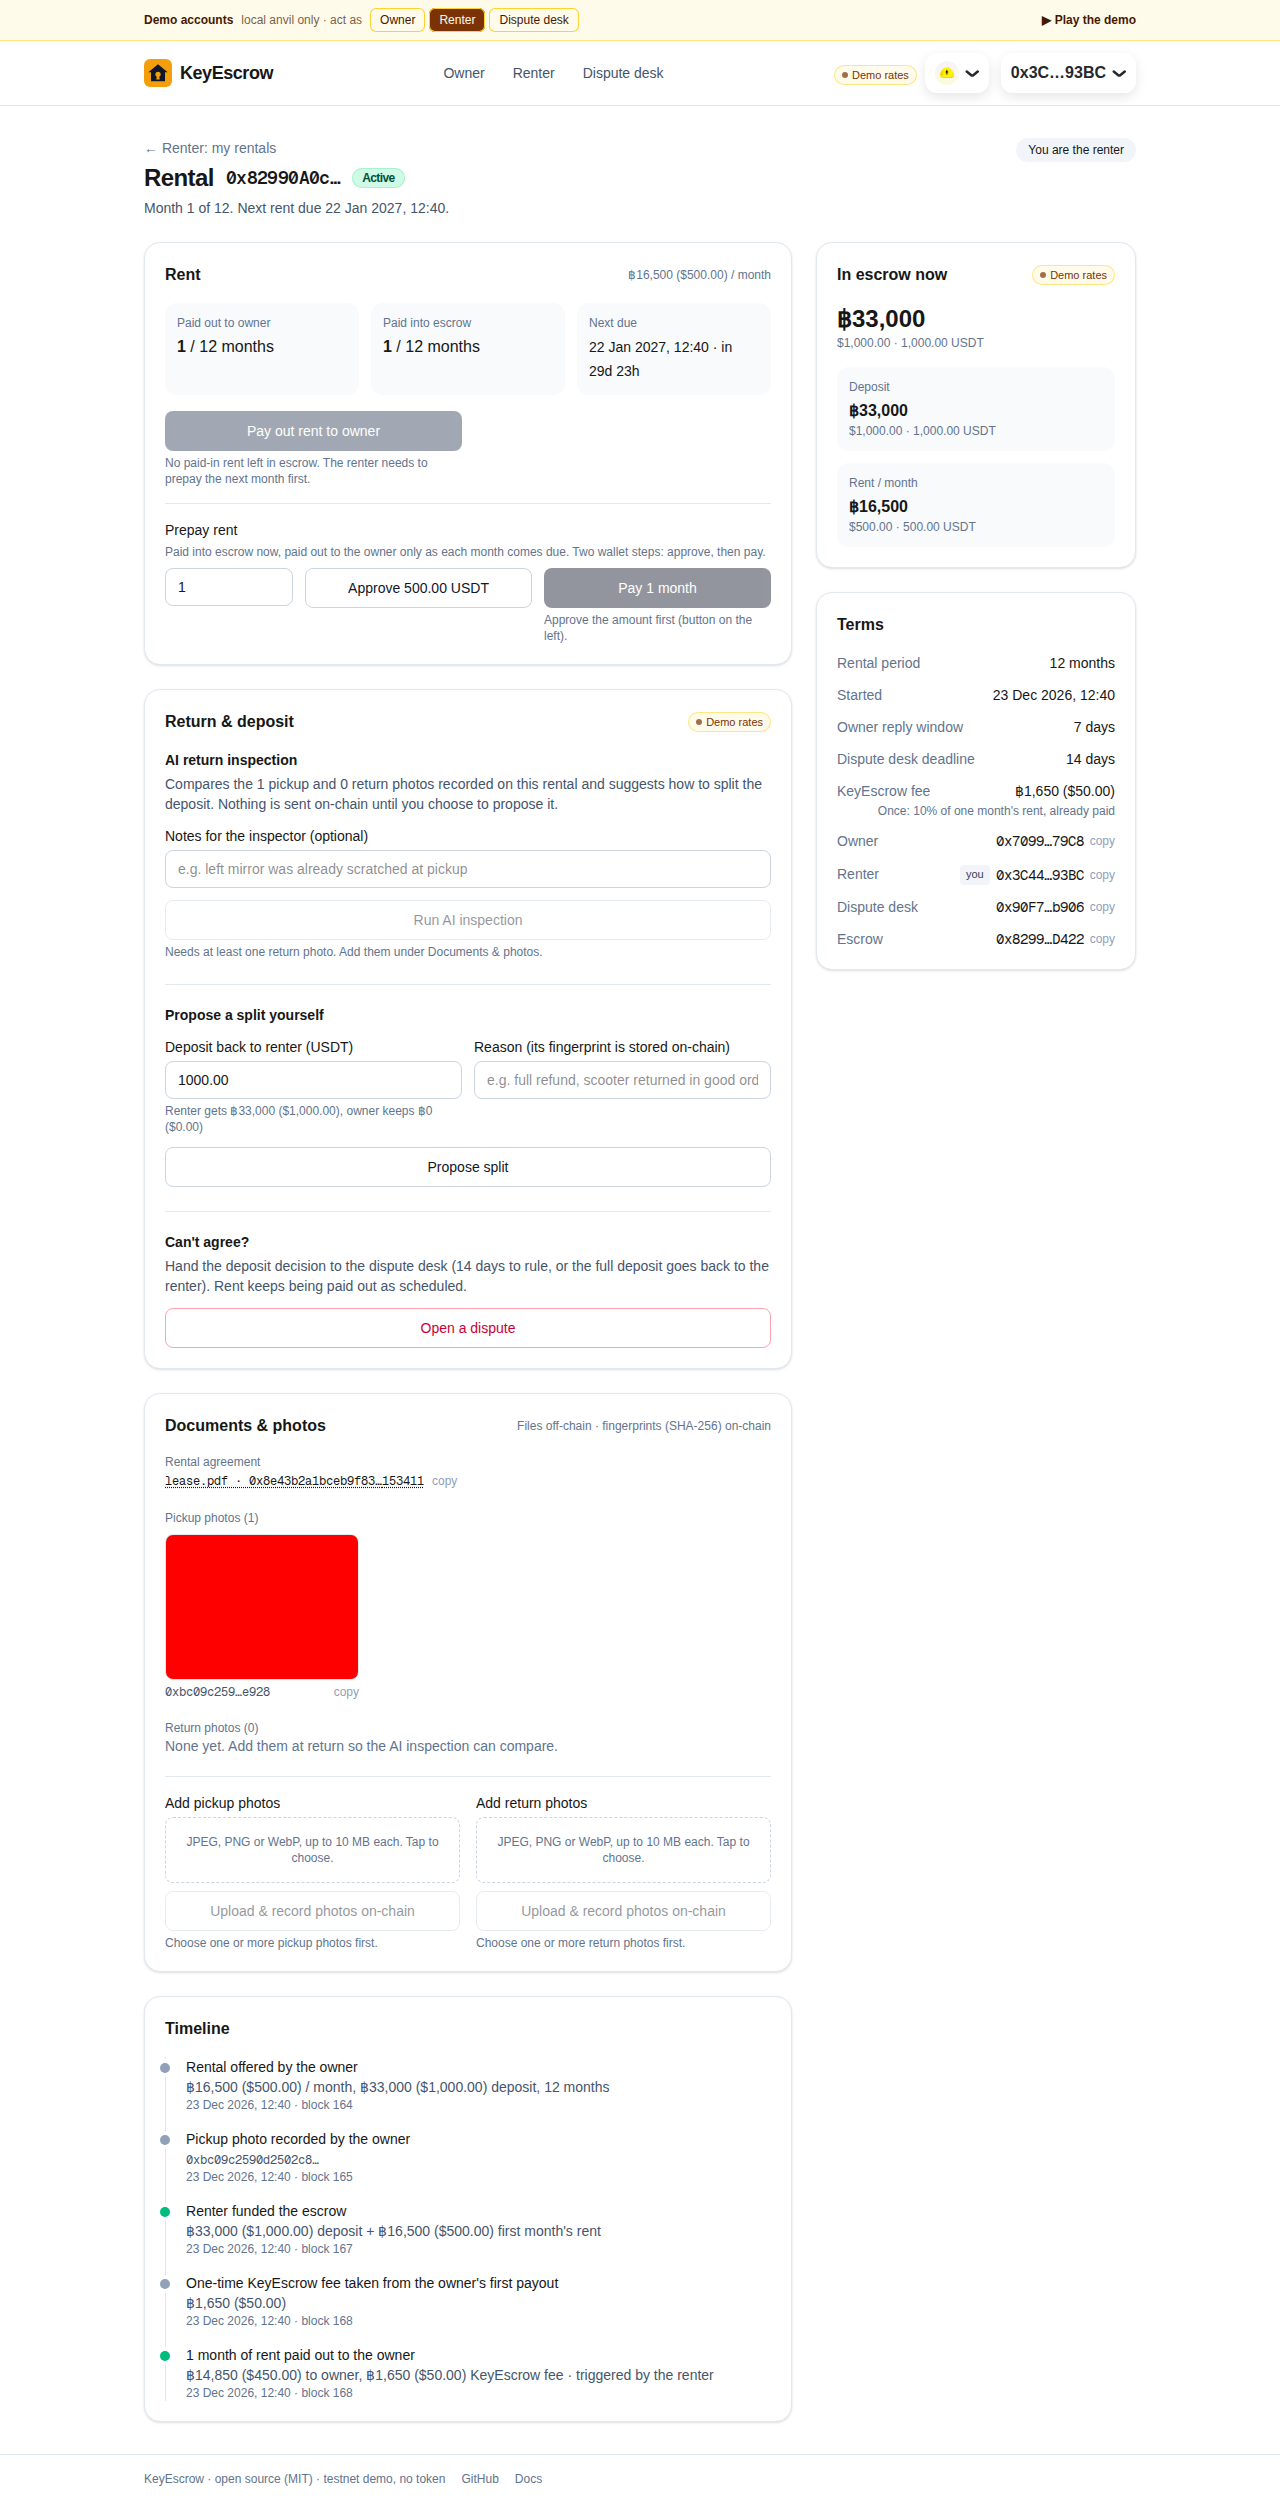 Demo accounts local anvil only · act as Owner Renter Dispute desk ▶ Play the demo
KeyEscrow Owner Renter Dispute desk Demo rates 0x3C…93BC
← Renter: my rentals You are the renter
Rental 0x82990A0c… Active
Month 1 of 12. Next rent due 22 Jan 2027, 12:40.
Rent ฿16,500 ($500.00) / month
Paid out to owner
1 / 12 months
Paid into escrow
1 / 12 months
Next due
22 Jan 2027, 12:40 · in
29d 23h
Pay out rent to owner
No paid-in rent left in escrow. The renter needs to
prepay the next month first.
Prepay rent
Paid into escrow now, paid out to the owner only as each month comes due. Two wallet steps: approve, then pay.
1 Approve 500.00 USDT Pay 1 month
Approve the amount first (button on the
left).
Return & deposit Demo rates
AI return inspection
Compares the 1 pickup and 0 return photos recorded on this rental and suggests how to split the
deposit. Nothing is sent on-chain until you choose to propose it.
Notes for the inspector (optional)
e.g. left mirror was already scratched at pickup
Run AI inspection
Needs at least one return photo. Add them under Documents & photos.
Propose a split yourself
Deposit back to renter (USDT) Reason (its fingerprint is stored on-chain)
1000.00 e.g. full refund, scooter returned in good ord
Renter gets ฿33,000 ($1,000.00), owner keeps ฿0
($0.00)
Propose split
Can't agree?
Hand the deposit decision to the dispute desk (14 days to rule, or the full deposit goes back to the
renter). Rent keeps being paid out as scheduled.
Open a dispute
Documents & photos Files off-chain · fingerprints (SHA-256) on-chain
Rental agreement
lease.pdf · 0x8e43b2a1bceb9f83…153411 copy
Pickup photos (1)
0xbc09c259…e928 copy
Return photos (0)
None yet. Add them at return so the AI inspection can compare.
Add pickup photos Add return photos
JPEG, PNG or WebP, up to 10 MB each. Tap to
choose.
JPEG, PNG or WebP, up to 10 MB each. Tap to
choose.
Upload & record photos on-chain Upload & record photos on-chain
Choose one or more pickup photos first. Choose one or more return photos first.
Timeline
Rental offered by the owner
฿16,500 ($500.00) / month, ฿33,000 ($1,000.00) deposit, 12 months
23 Dec 2026, 12:40 · block 164
Pickup photo recorded by the owner
0xbc09c2590d2502c8…
23 Dec 2026, 12:40 · block 165
Renter funded the escrow
฿33,000 ($1,000.00) deposit + ฿16,500 ($500.00) first month's rent
23 Dec 2026, 12:40 · block 167
One-time KeyEscrow fee taken from the owner's first payout
฿1,650 ($50.00)
23 Dec 2026, 12:40 · block 168
1 month of rent paid out to the owner
฿14,850 ($450.00) to owner, ฿1,650 ($50.00) KeyEscrow fee · triggered by the renter
23 Dec 2026, 12:40 · block 168
In escrow now Demo rates
฿33,000
$1,000.00 · 1,000.00 USDT
Deposit
฿33,000
$1,000.00 · 1,000.00 USDT
Rent / month
฿16,500
$500.00 · 500.00 USDT
Terms
Rental period 12 months
Started 23 Dec 2026, 12:40
Owner reply window 7 days
Dispute desk deadline 14 days
KeyEscrow fee ฿1,650 ($50.00)
Once: 10% of one month's rent, already paid
Owner 0x7099…79C8 copy
Renter you 0x3C44…93BC copy
Dispute desk 0x90F7…b906 copy
Escrow 0x8299…D422 copy
KeyEscrow · open source (MIT) · testnet demo, no token GitHub Docs